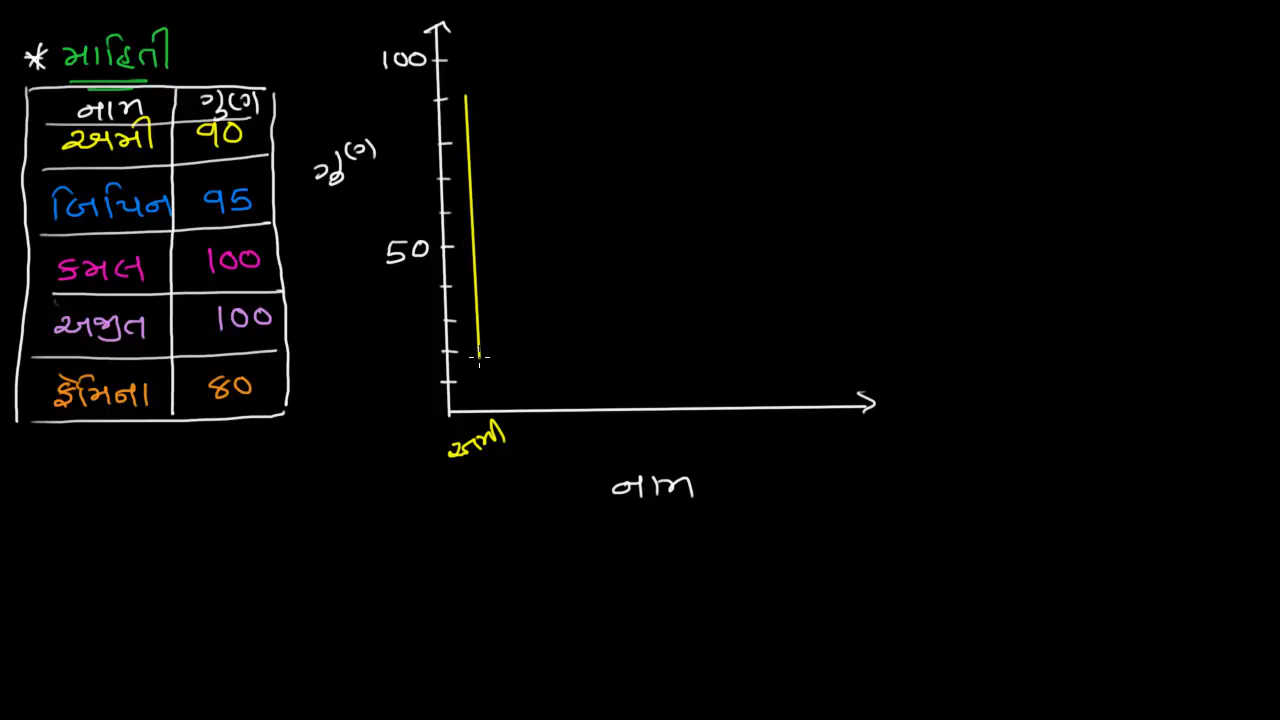 * માહિતી
નામ ગુ(ગ)
અમી 90
બિપિન 95
કમલ 100
અજીત 100
ફેમિના 80
100
ગુ(ગ)
50
અમી
નામ